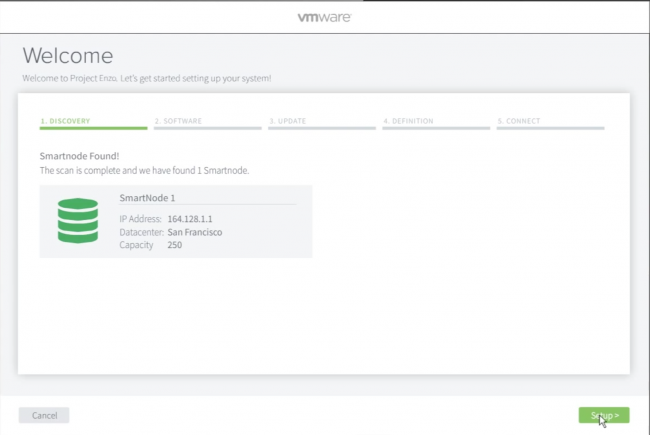 vmware
Welcome
Welcome to Project Enzo. Let's get started setting up your system!
1. DISCOVERY
2. SOFTWARE
3. UPDATE
4. DEFINITION
5. CONNECT
Smartnode Found!
The scan is complete and we have found 1 Smartnode.
SmartNode 1
IP Address: 164.128.1.1
Datacenter: San Francisco
Capacity 250
Cancel
Setup >